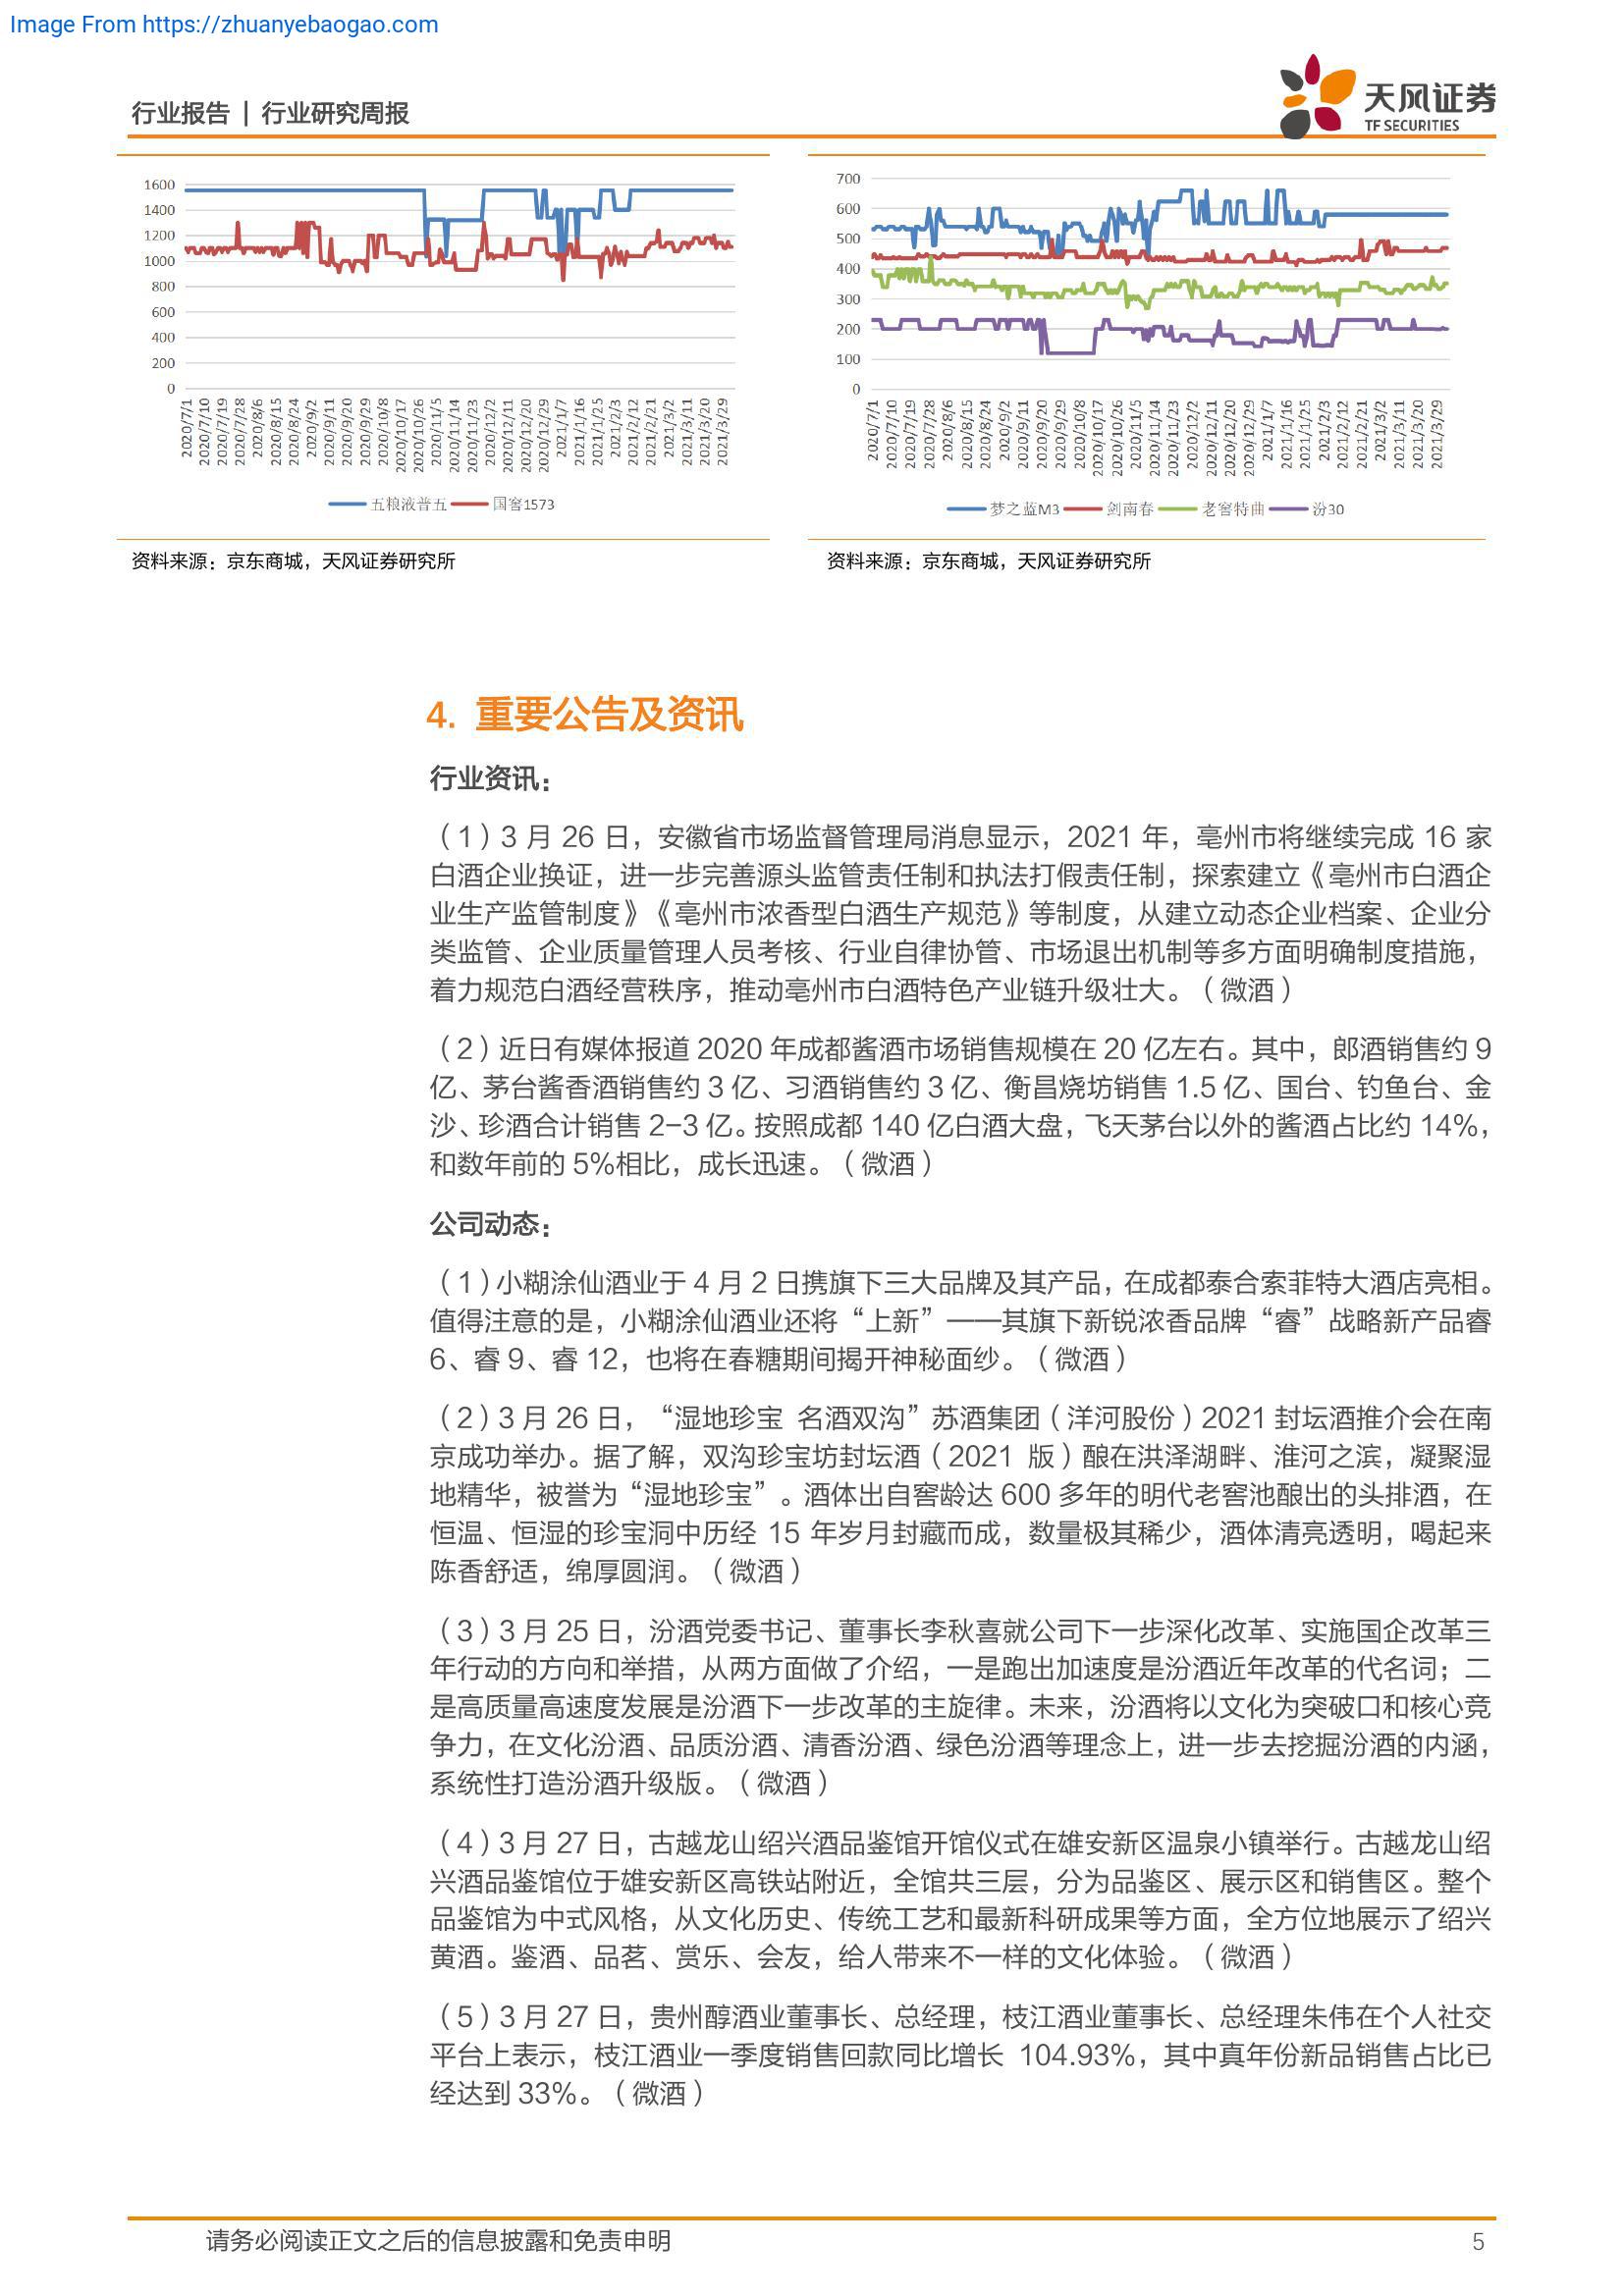 Image From https://zhuanyebaogao.com
行业报告 | 行业研究周报
天风证券
TF SECURITIES
1600
1400
1200
1000
800
600
400
200
0
2020/7/1
2020/7/10
2020/7/19
2020/7/28
2020/8/6
2020/8/15
2020/8/24
2020/9/2
2020/9/11
2020/9/20
2020/9/29
2020/10/8
2020/10/17
2020/10/26
2020/11/5
2020/11/14
2020/11/23
2020/12/2
2020/12/11
2020/12/20
2020/12/29
2021/1/7
2021/1/16
2021/1/25
2021/2/3
2021/2/12
2021/2/21
2021/3/2
2021/3/11
2021/3/20
2021/3/29
五粮液普五 国窖1573
资料来源：京东商城，天风证券研究所
700
600
500
400
300
200
100
0
2020/7/1
2020/7/10
2020/7/19
2020/7/28
2020/8/6
2020/8/15
2020/8/24
2020/9/2
2020/9/11
2020/9/20
2020/9/29
2020/10/8
2020/10/17
2020/10/26
2020/11/5
2020/11/14
2020/11/23
2020/12/2
2020/12/11
2020/12/20
2020/12/29
2021/1/7
2021/1/16
2021/1/25
2021/2/3
2021/2/12
2021/2/21
2021/3/2
2021/3/11
2021/3/20
2021/3/29
梦之蓝M3 剑南春 老窖特曲 汾30
资料来源：京东商城，天风证券研究所
4. 重要公告及资讯
行业资讯：
（1）3 月 26 日，安徽省市场监督管理局消息显示，2021 年，亳州市将继续完成 16 家
白酒企业换证，进一步完善源头监管责任制和执法打假责任制，探索建立《亳州市白酒企
业生产监管制度》《亳州市浓香型白酒生产规范》等制度，从建立动态企业档案、企业分
类监管、企业质量管理人员考核、行业自律协管、市场退出机制等多方面明确制度措施，
着力规范白酒经营秩序，推动亳州市白酒特色产业链升级壮大。（微酒）
（2）近日有媒体报道 2020 年成都酱酒市场销售规模在 20 亿左右。其中，郎酒销售约 9
亿、茅台酱香酒销售约 3 亿、习酒销售约 3 亿、衡昌烧坊销售 1.5 亿、国台、钓鱼台、金
沙、珍酒合计销售 2-3 亿。按照成都 140 亿白酒大盘，飞天茅台以外的酱酒占比约 14%，
和数年前的 5%相比，成长迅速。（微酒）
公司动态：
（1）小糊涂仙酒业于 4 月 2 日携旗下三大品牌及其产品，在成都泰合索菲特大酒店亮相。
值得注意的是，小糊涂仙酒业还将“上新”——其旗下新锐浓香品牌“睿”战略新产品睿
6、睿 9、睿 12，也将在春糖期间揭开神秘面纱。（微酒）
（2）3 月 26 日，“湿地珍宝 名酒双沟”苏酒集团（洋河股份）2021 封坛酒推介会在南
京成功举办。据了解，双沟珍宝坊封坛酒（2021 版）酿在洪泽湖畔、淮河之滨，凝聚湿
地精华，被誉为“湿地珍宝”。酒体出自窖龄达 600 多年的明代老窖池酿出的头排酒，在
恒温、恒湿的珍宝洞中历经 15 年岁月封藏而成，数量极其稀少，酒体清亮透明，喝起来
陈香舒适，绵厚圆润。（微酒）
（3）3 月 25 日，汾酒党委书记、董事长李秋喜就公司下一步深化改革、实施国企改革三
年行动的方向和举措，从两方面做了介绍，一是跑出加速度是汾酒近年改革的代名词；二
是高质量高速度发展是汾酒下一步改革的主旋律。未来，汾酒将以文化为突破口和核心竞
争力，在文化汾酒、品质汾酒、清香汾酒、绿色汾酒等理念上，进一步去挖掘汾酒的内涵，
系统性打造汾酒升级版。（微酒）
（4）3 月 27 日，古越龙山绍兴酒品鉴馆开馆仪式在雄安新区温泉小镇举行。古越龙山绍
兴酒品鉴馆位于雄安新区高铁站附近，全馆共三层，分为品鉴区、展示区和销售区。整个
品鉴馆为中式风格，从文化历史、传统工艺和最新科研成果等方面，全方位地展示了绍兴
黄酒。鉴酒、品茗、赏乐、会友，给人带来不一样的文化体验。（微酒）
（5）3 月 27 日，贵州醇酒业董事长、总经理，枝江酒业董事长、总经理朱伟在个人社交
平台上表示，枝江酒业一季度销售回款同比增长 104.93%，其中真年份新品销售占比已
经达到 33%。（微酒）
请务必阅读正文之后的信息披露和免责申明
5